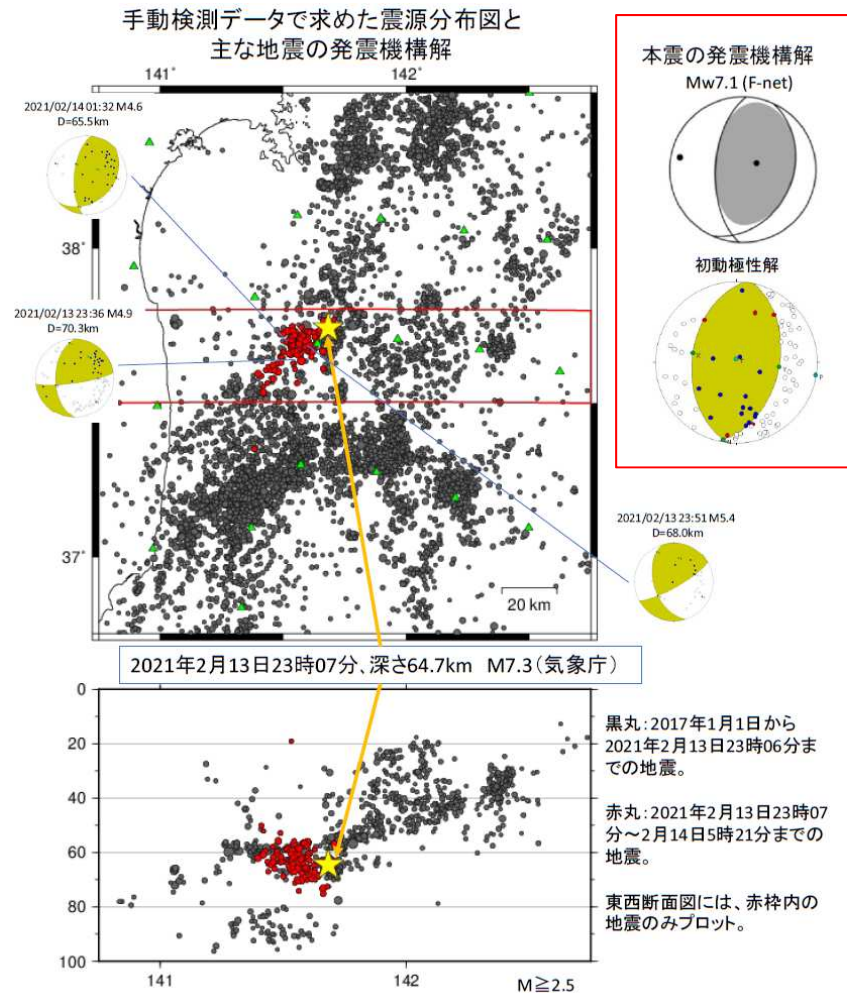 手動検測データで求めた震源分布図と
主な地震の発震機構解
141°
142°
本震の発震機構解
Mw7.1 (F-net)
2021/02/14 01:32 M4.6
D=65.5km
38°
初動極性解
2021/02/13 23:36 M4.9
D=70.3km
2021/02/13 23:51 M5.4
D=68.0km
37°
20 km
2021年2月13日23時07分、深さ64.7km M7.3(気象庁)
0
20
40
60
80
100
141
142
M≧2.5
黒丸:2017年1月1日から
2021年2月13日23時06分ま
での地震。
赤丸:2021年2月13日23時07
分~2月14日5時21分までの
地震。
東西断面図には、赤枠内の
地震のみプロット。